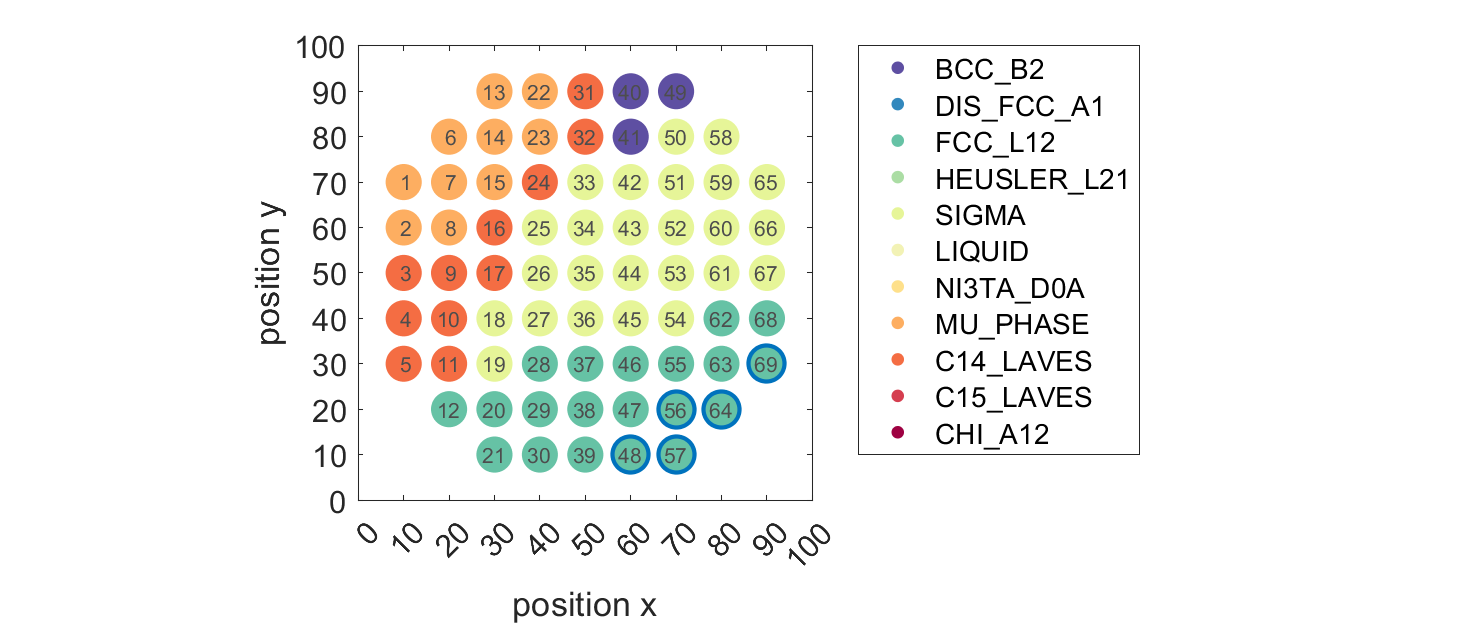 100
90
80
70
60
50
40
30
20
10
0
position y
13 22 31 40 49
6 14 23 32 41 50 58
1 7 15 24 33 42 51 59 65
2 8 16 25 34 43 52 60 66
3 9 17 26 35 44 53 61 67
4 10 18 27 36 45 54 62 68
5 11 19 28 37 46 55 63 69
12 20 29 38 47 56 64
21 30 39 48 57
0 10 20 30 40 50 60 70 80 90 100
position x
BCC_B2
DIS_FCC_A1
FCC_L12
HEUSLER_L21
SIGMA
LIQUID
NI3TA_D0A
MU_PHASE
C14_LAVES
C15_LAVES
CHI_A12